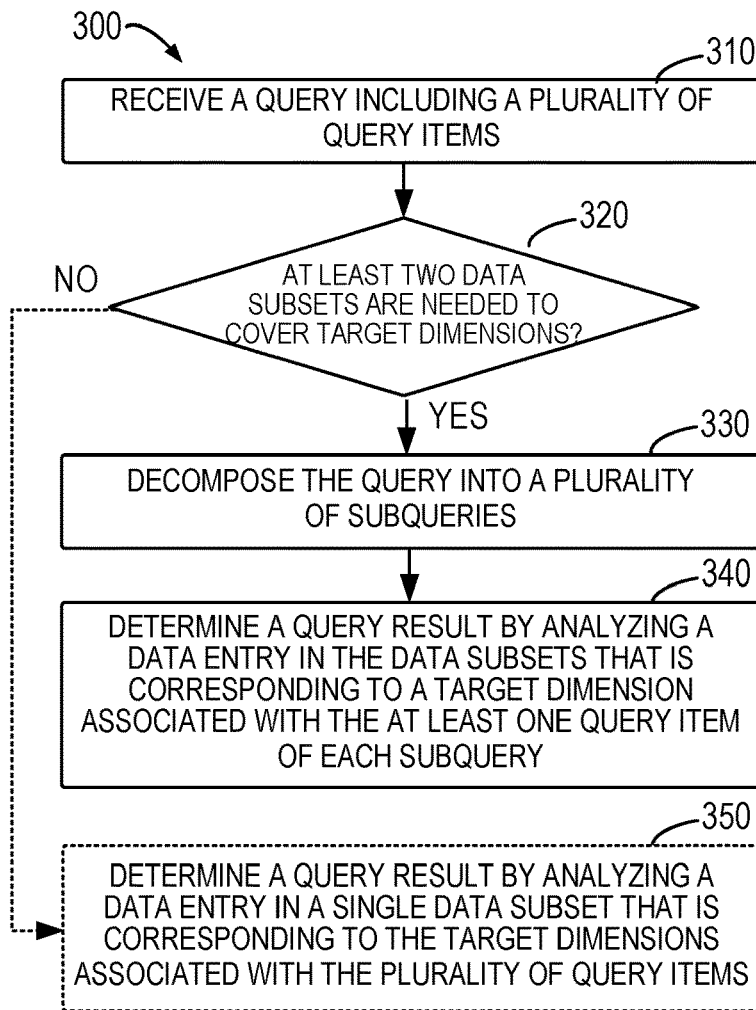 300
310
RECEIVE A QUERY INCLUDING A PLURALITY OF
QUERY ITEMS
320
NO
AT LEAST TWO DATA
SUBSETS ARE NEEDED TO
COVER TARGET DIMENSIONS?
YES
330
DECOMPOSE THE QUERY INTO A PLURALITY
OF SUBQUERIES
340
DETERMINE A QUERY RESULT BY ANALYZING A
DATA ENTRY IN THE DATA SUBSETS THAT IS
CORRESPONDING TO A TARGET DIMENSION
ASSOCIATED WITH THE AT LEAST ONE QUERY ITEM
OF EACH SUBQUERY
350
DETERMINE A QUERY RESULT BY ANALYZING A
DATA ENTRY IN A SINGLE DATA SUBSET THAT IS
CORRESPONDING TO THE TARGET DIMENSIONS
ASSOCIATED WITH THE PLURALITY OF QUERY ITEMS